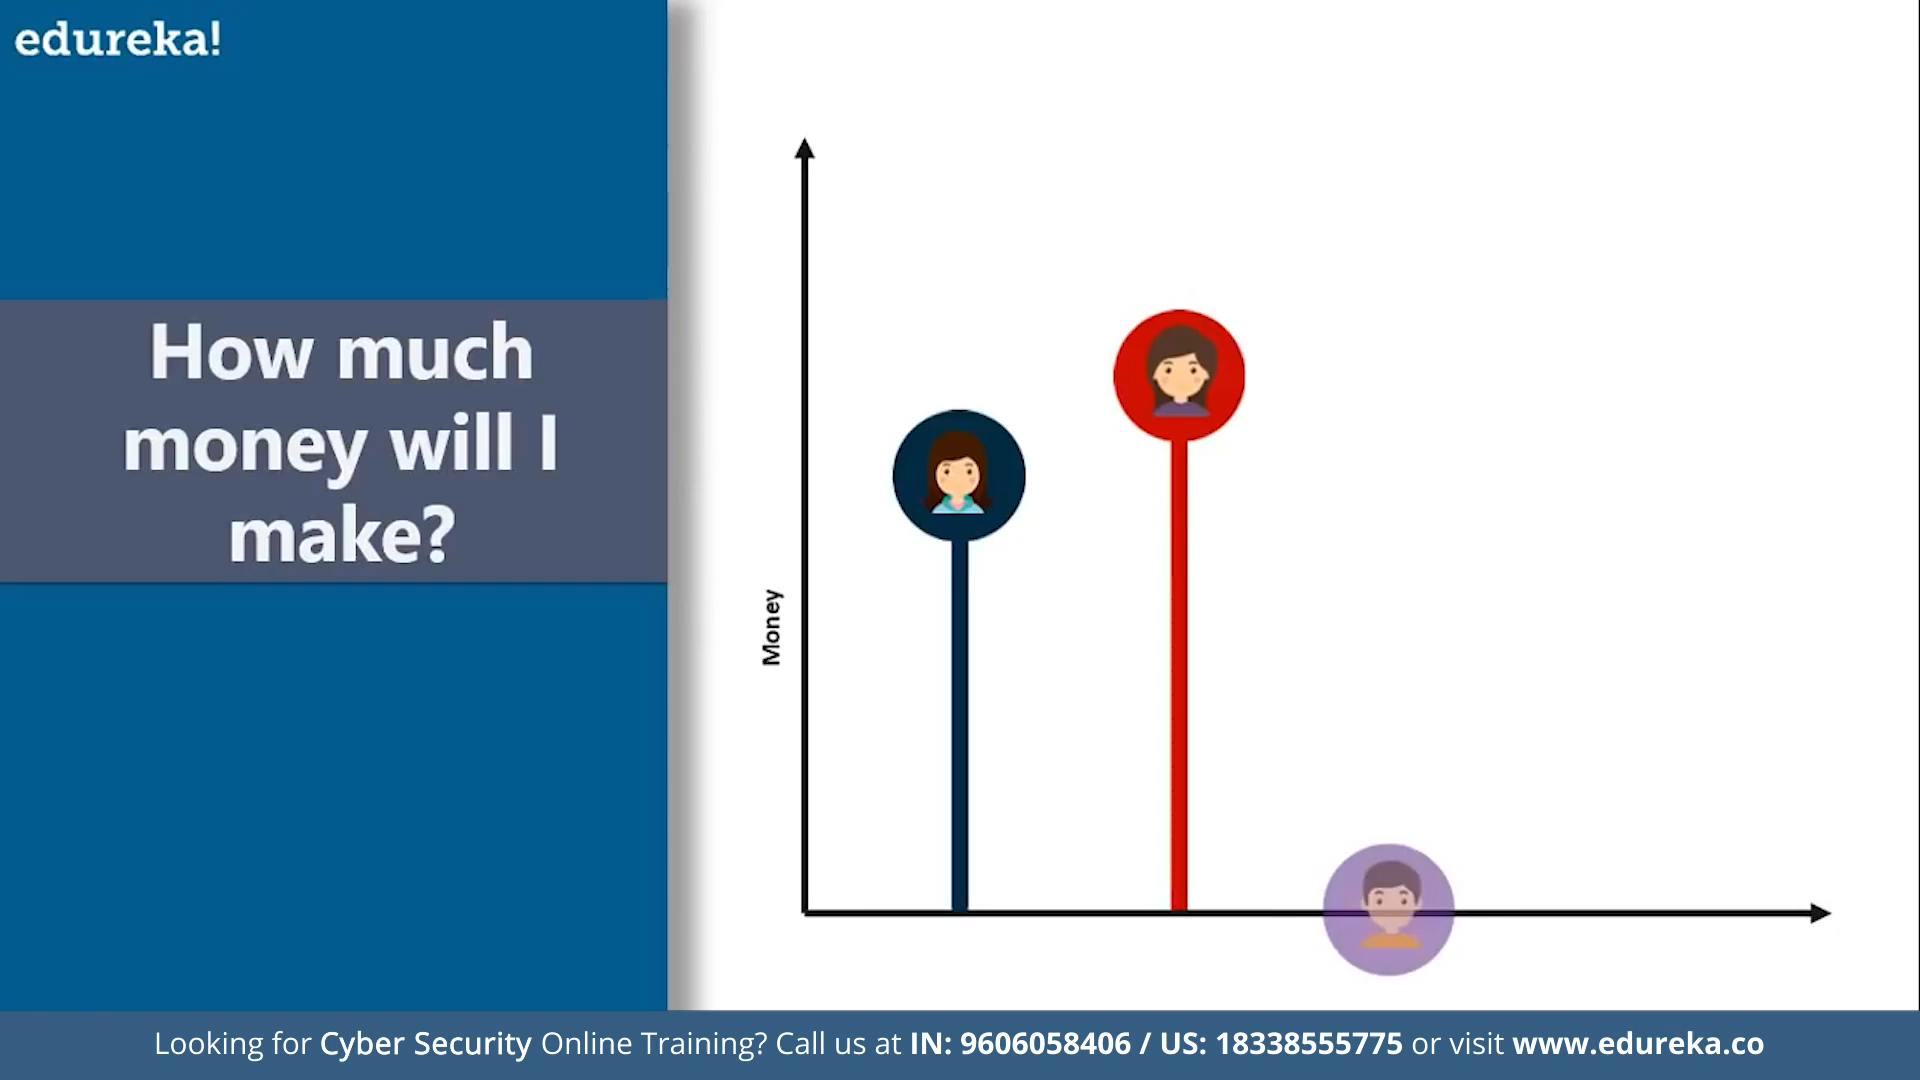 edureka!
How much
money will I
make?
Money
Looking for Cyber Security Online Training? Call us at IN: 9606058406 / US: 18338555775 or visit www.edureka.co